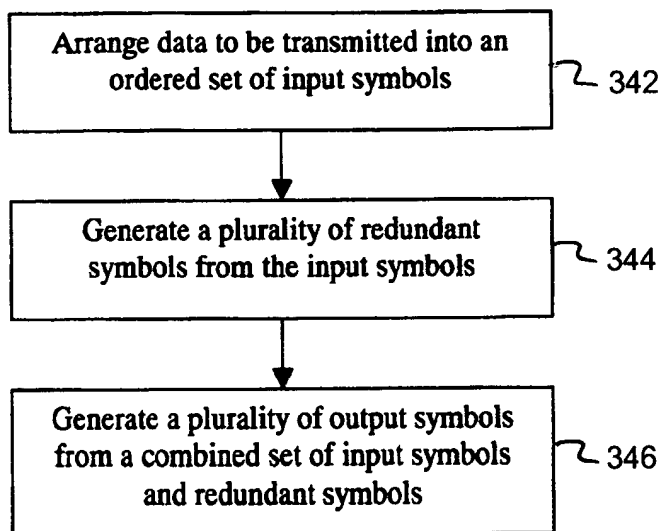 Arrange data to be transmitted into an
ordered set of input symbols
342
Generate a plurality of redundant
symbols from the input symbols
344
Generate a plurality of output symbols
from a combined set of input symbols
and redundant symbols
346